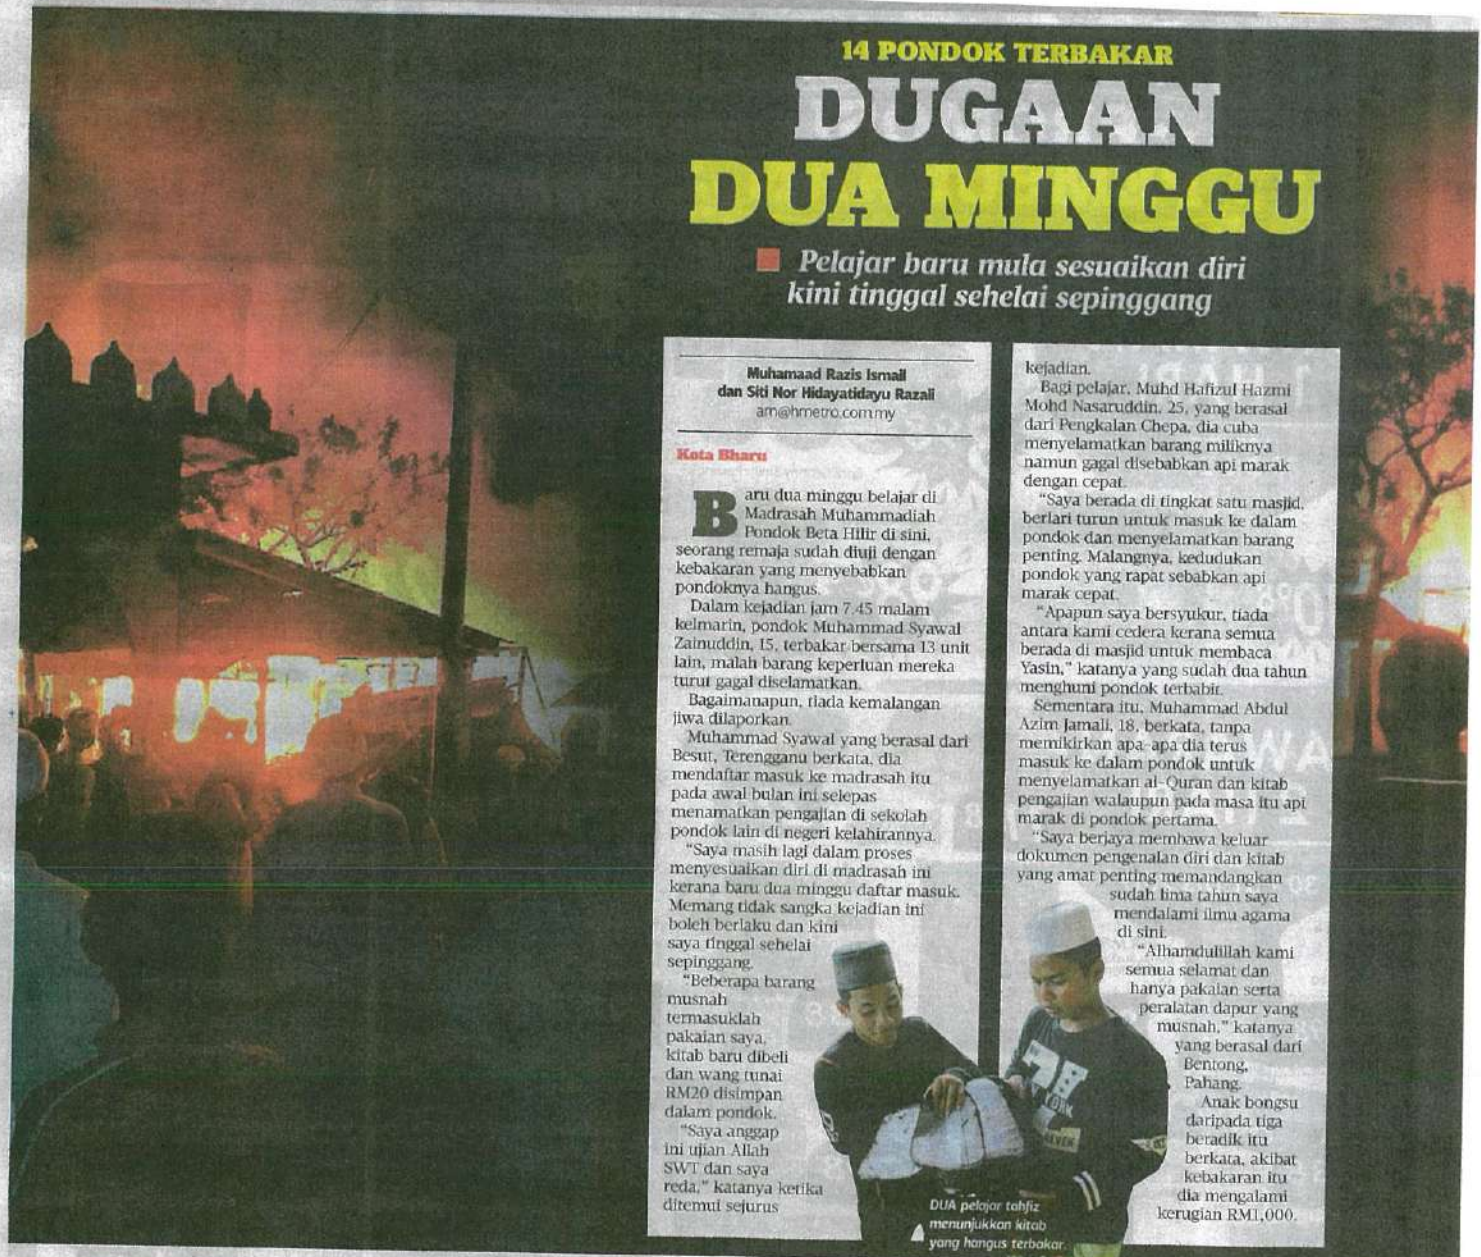 14 PONDOK TERBAKAR
DUGAAN
DUA MINGGU
Pelajar baru mula sesuaikan diri
kini tinggal sehelai sepinggang
Muhamaad Razis Ismail
dan Siti Nor Hidayatidayu Razali
am@hmetro.com.my
Kota Bharu
Baru dua minggu belajar di
Madrasah Muhammadiah
Pondok Beta Hilir di sini,
seorang remaja sudah diuji dengan
kebakaran yang menyebabkan
pondoknya hangus.
Dalam kejadian jam 7.45 malam
kelmarin, pondok Muhammad Syawal
Zainuddin, 15, terbakar bersama 13 unit
lain, malah barang keperluan mereka
turut gagal diselamatkan.
Bagaimanapun, tiada kemalangan
jiwa dilaporkan.
Muhammad Syawal yang berasal dari
Besut, Terengganu berkata, dia
mendaftar masuk ke madrasah itu
pada awal bulan ini selepas
menamatkan pengajian di sekolah
pondok lain di negeri kelahirannya.
"Saya masih lagi dalam proses
menyesuaikan diri di madrasah ini
kerana baru dua minggu daftar masuk.
Memang tidak sangka kejadian ini
boleh berlaku dan kini
saya tinggal sehelai
sepinggang.
"Beberapa barang
musnah
termasuklah
pakaian saya,
kitab baru dibeli
dan wang tunai
RM20 disimpan
dalam pondok.
"Saya anggap
ini ujian Allah
SWT dan saya
reda," katanya ketika
ditemui sejurus
kejadian.
Bagi pelajar, Muhd Hafizul Hazmi
Mohd Nasaruddin, 25, yang berasal
dari Pengkalan Chepa, dia cuba
menyelamatkan barang miliknya
namun gagal disebabkan api marak
dengan cepat.
"Saya berada di tingkat satu masjid,
berlari turun untuk masuk ke dalam
pondok dan menyelamatkan barang
penting. Malangnya, kedudukan
pondok yang rapat sebabkan api
marak cepat.
"Apapun saya bersyukur, tiada
antara kami cedera kerana semua
berada di masjid untuk membaca
Yasin," katanya yang sudah dua tahun
menghuni pondok terbabit.
Sementara itu, Muhammad Abdul
Azim Jamali, 18, berkata, tanpa
memikirkan apa-apa dia terus
masuk ke dalam pondok untuk
menyelamatkan al-Quran dan kitab
pengajian walaupun pada masa itu api
marak di pondok pertama.
"Saya berjaya membawa keluar
dokumen pengenalan diri dan kitab
yang amat penting memandangkan
sudah lima tahun saya
mendalami ilmu agama
di sini.
"Alhamdulillah kami
semua selamat dan
hanya pakaian serta
peralatan dapur yang
musnah," katanya
yang berasal dari
Bentong,
Pahang.
Anak bongsu
daripada tiga
beradik itu
berkata, akibat
kebakaran itu
dia mengalami
kerugian RM1,000.
DUA pelajar tahfiz
menunjukkan kitab
yang hangus terbakar.